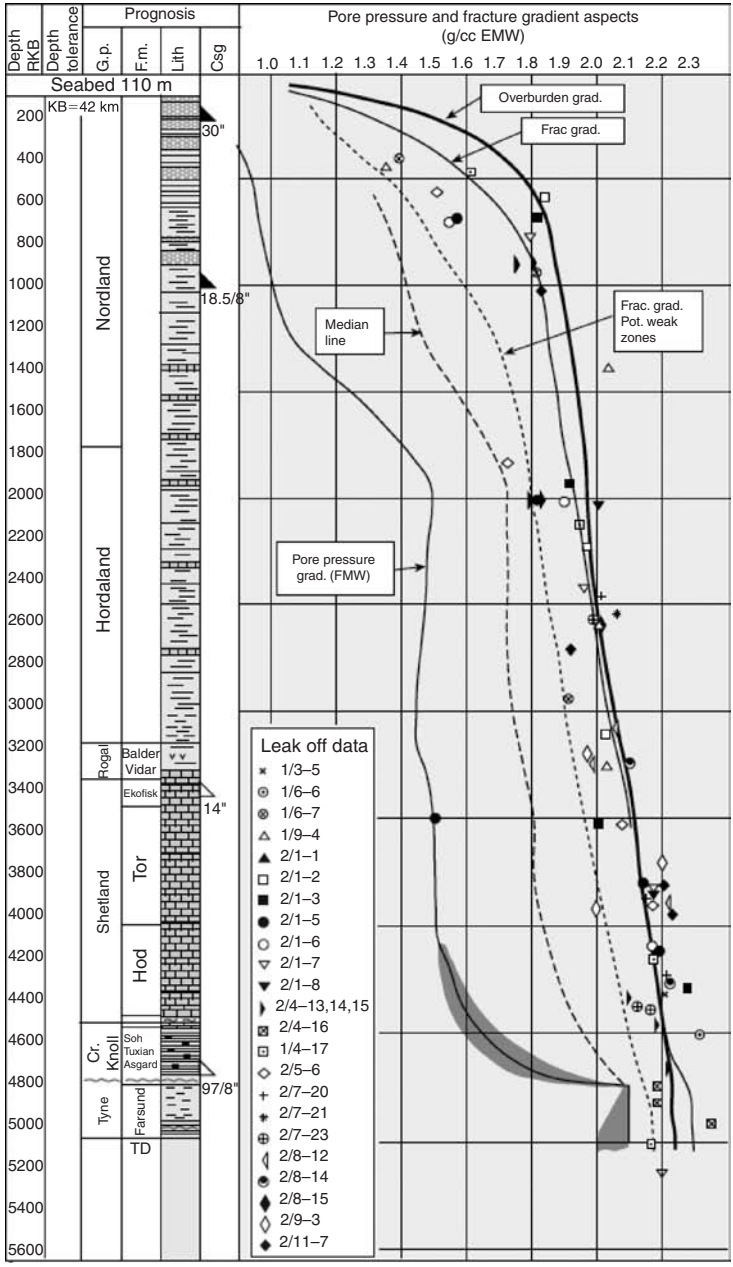 Depth RKB
Depth tolerance
Prognosis
G.p.
F.m.
Lith
Csg
Pore pressure and fracture gradient aspects
(g/cc EMW)
1.0 1.2 1.4 1.5 1.6 1.7 1.8 1.9 2.0 2.1 2.2 2.3
Seabed 110 m
KB=42 km
200
400
600
800
1000
1200
1400
1600
1800
2000
2200
2400
2600
2800
3000
3200
3400
3600
3800
4000
4200
4400
4600
4800
5000
5200
5400
5600
Nordland
Hordaland
Rogal
Shetland
Cr. Knoll
Tyne
Balder
Vidar
Ekofisk
Tor
Hod
Soh
Tuxian
Asgard
Farsund
TD
30"
18.5/8"
14"
97/8"
Overburden grad.
Frac grad.
Median
line
Frac. grad.
Pot. weak
zones
Pore pressure
grad. (FMW)
Leak off data
1/3–5
1/6–6
1/6–7
1/9–4
2/1–1
2/1–2
2/1–3
2/1–5
2/1–6
2/1–7
2/1–8
2/4–13,14,15
2/4–16
1/4–17
2/5–6
2/7–20
2/7–21
2/7–23
2/8–12
2/8–14
2/8–15
2/9–3
2/11–7